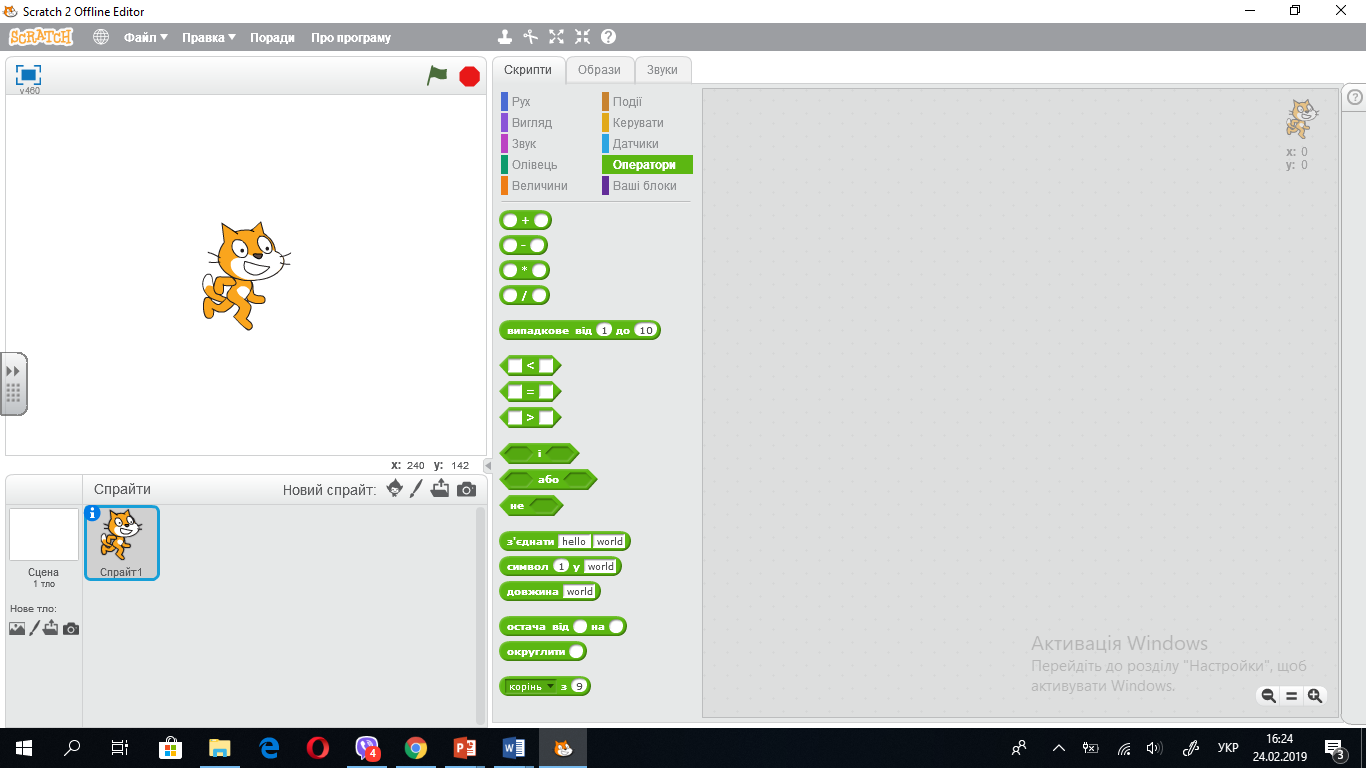 Scratch 2 Offline Editor
SCRATCH
Файл
Правка
Поради
Про програму
v460
Скрипти
Образи
Звуки
Рух
Події
Вигляд
Керувати
Звук
Датчики
Олівець
Оператори
Величини
Ваші блоки
+
-
*
/
випадкове від 1 до 10
<
=
>
і
або
не
з'єднати hello world
символ 1 у world
довжина world
остача від на
округлити
корінь з 9
x: 0
y: 0
x: 240 y: 142
Спрайти
Новий спрайт:
Сцена
1 тло
Спрайт1
Нове тло:
Активація Windows
Перейдіть до розділу "Настройки", щоб
активувати Windows.
4
УКР
16:24
24.02.2019
3